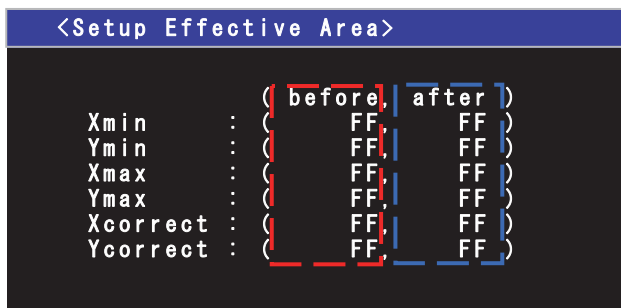 <Setup Effective Area>
( before, after )
Xmin : ( FF, FF )
Ymin : ( FF, FF )
Xmax : ( FF, FF )
Ymax : ( FF, FF )
Xcorrect : ( FF, FF )
Ycorrect : ( FF, FF )